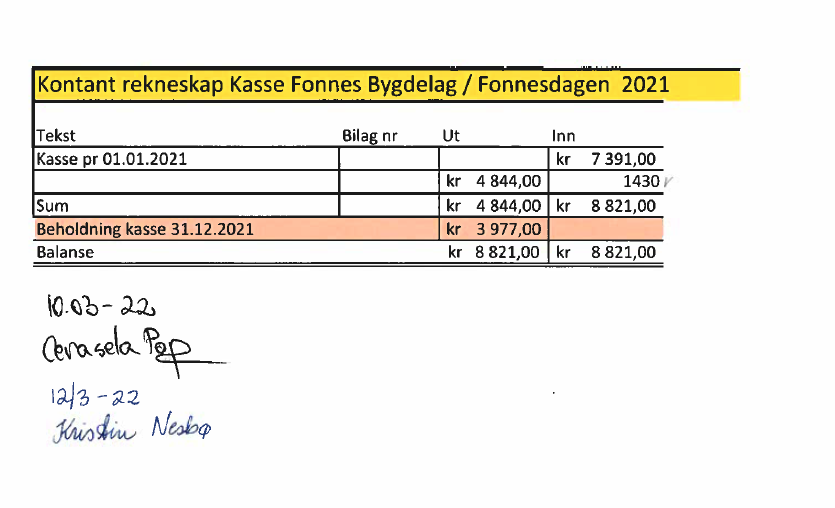 Kontant rekneskap Kasse Fonnes Bygdelag / Fonnesdagen 2021
Tekst Bilag nr Ut Inn
Kasse pr 01.01.2021 kr 7 391,00
kr 4 844,00 1430
Sum kr 4 844,00 kr 8 821,00
Beholdning kasse 31.12.2021 kr 3 977,00
Balanse kr 8 821,00 kr 8 821,00
10.03-22
Cerasela Pop
12/3-22
Kristin Nesbø